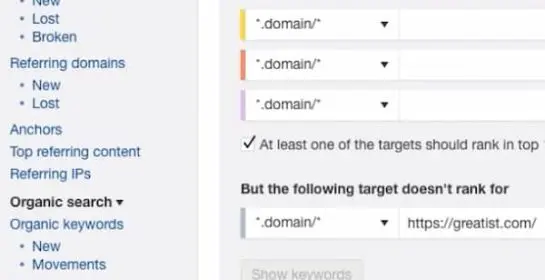 New
Lost
Broken
Referring domains
New
Lost
Anchors
Top referring content
Referring IPs
Organic search
Organic keywords
New
Movements
*.domain/*
*.domain/*
*.domain/*
At least one of the targets should rank in top
But the following target doesn't rank for
*.domain/* https://greatist.com/
Show keywords